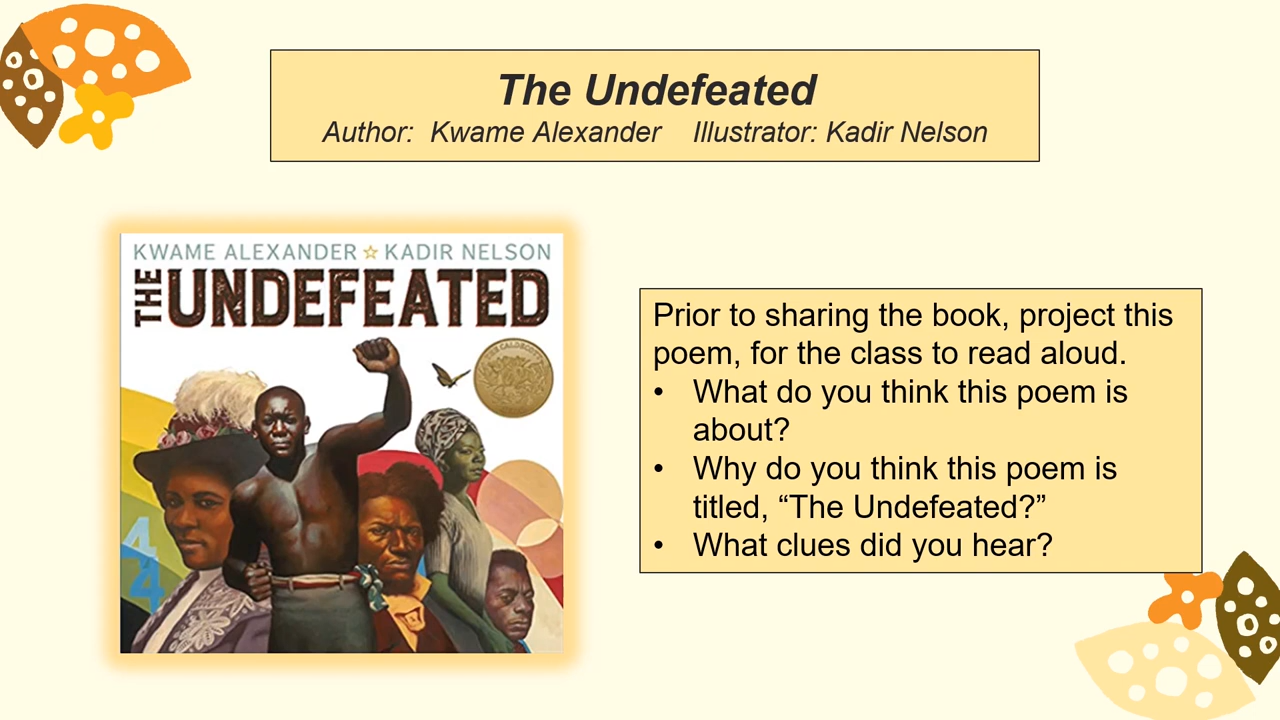 The Undefeated
Author: Kwame Alexander Illustrator: Kadir Nelson
KWAME ALEXANDER ☆ KADIR NELSON
THE UNDEFEATED
44
Prior to sharing the book, project this
poem, for the class to read aloud.
• What do you think this poem is
about?
• Why do you think this poem is
titled, “The Undefeated?”
• What clues did you hear?